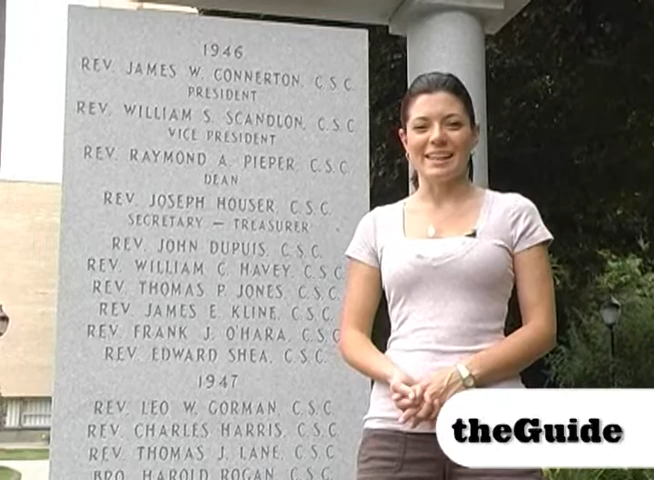 1946
REV. JAMES W. CONNERTON, C.S.C.
PRESIDENT
REV. WILLIAM S. SCANDLON, C.S.C.
VICE PRESIDENT
REV. RAYMOND A. PIEPER, C.S.C.
DEAN
REV. JOSEPH HOUSER, C.S.C.
SECRETARY – TREASURER
REV. JOHN DUPUIS, C.S.C.
REV. WILLIAM C. HAVEY, C.S.C.
REV. THOMAS P. JONES, C.S.C.
REV. JAMES E. KLINE, C.S.C.
REV. FRANK J. O'HARA, C.S.C.
REV. EDWARD SHEA, C.S.C.
1947
REV. LEO W. GORMAN, C.S.C.
REV. CHARLES HARRIS, C.S.C.
REV. THOMAS J. LANE, C.S.C.
BRO. HAROLD ROGAN, C.S.C.
theGuide